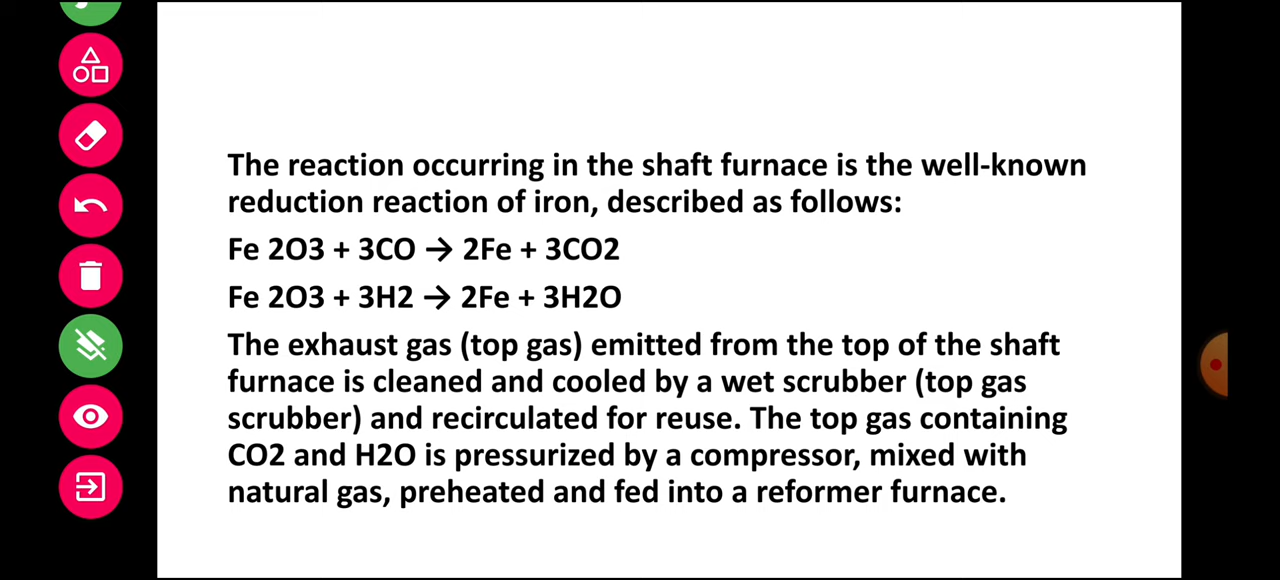 The reaction occurring in the shaft furnace is the well-known
reduction reaction of iron, described as follows:
Fe 2O3 + 3CO → 2Fe + 3CO2
Fe 2O3 + 3H2 → 2Fe + 3H2O
The exhaust gas (top gas) emitted from the top of the shaft
furnace is cleaned and cooled by a wet scrubber (top gas
scrubber) and recirculated for reuse. The top gas containing
CO2 and H2O is pressurized by a compressor, mixed with
natural gas, preheated and fed into a reformer furnace.